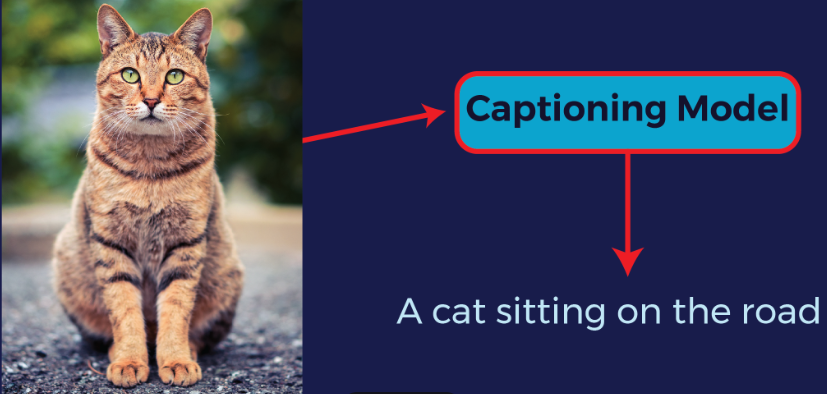 Captioning Model
A cat sitting on the road